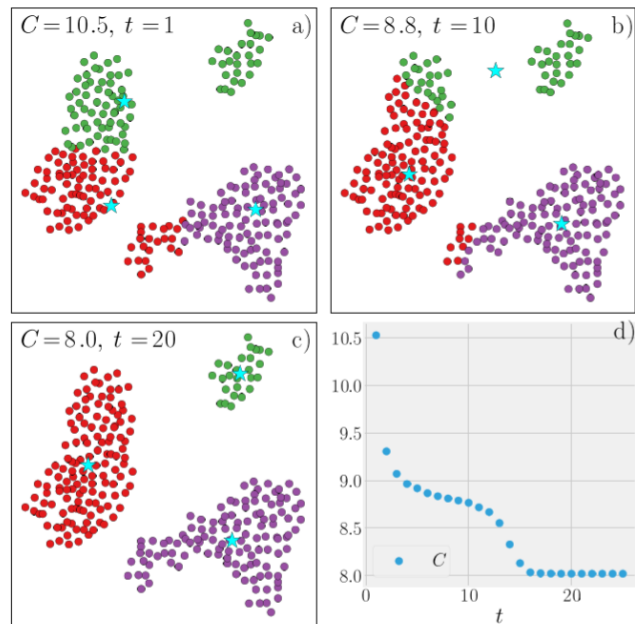 C = 10.5, t = 1 a)
C = 8.8, t = 10 b)
C = 8.0, t = 20 c)
d)
10.5
10.0
9.5
9.0
8.5
8.0
C
0 10 20
t